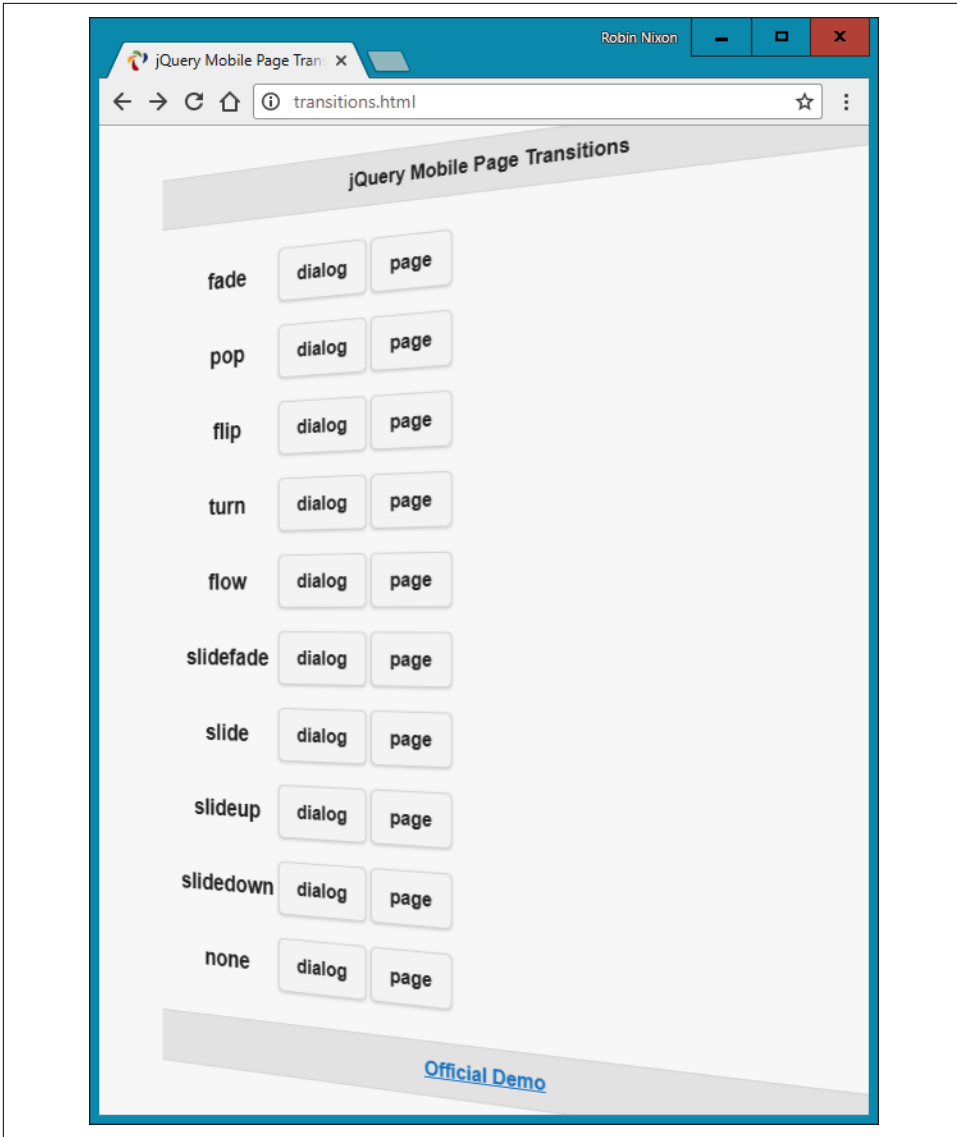 Robin Nixon
jQuery Mobile Page Tran
transitions.html
jQuery Mobile Page Transitions
fade dialog page
pop dialog page
flip dialog page
turn dialog page
flow dialog page
slidefade dialog page
slide dialog page
slideup dialog page
slidedown dialog page
none dialog page
Official Demo